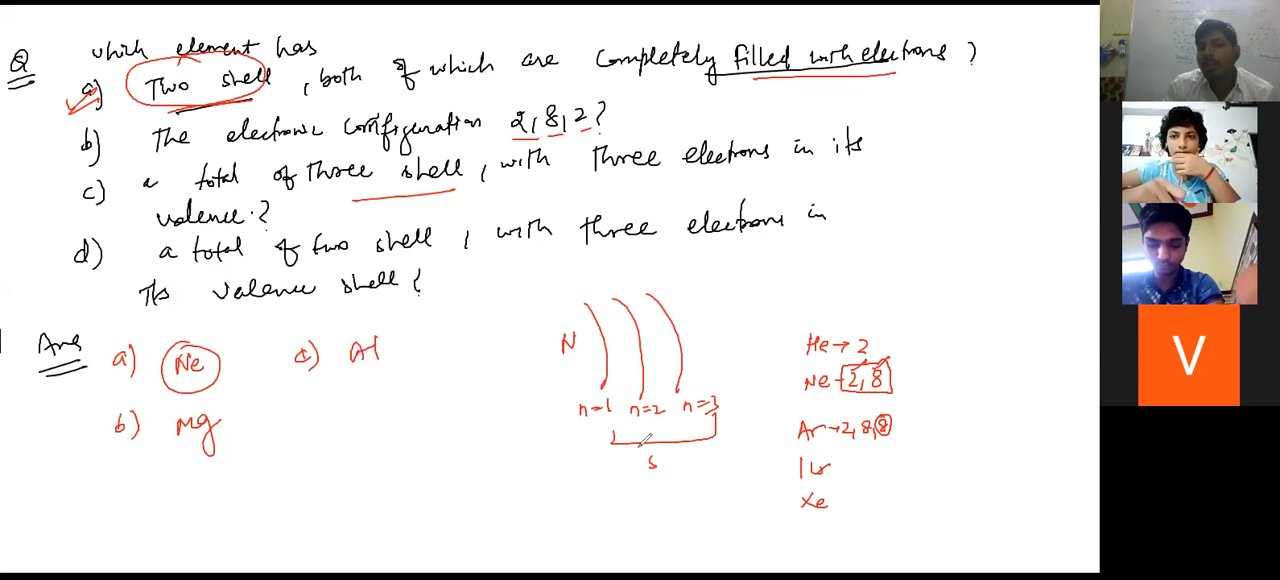 Q which element has
a) Two shell, both of which are completely filled with electrons?
b) The electronic configuration 2,8,2?
c) a total of three shell, with three electrons in its
valence?
d) a total of two shell, with three electrons in
its valence shell?
Ans a) Ne c) Al
b) Mg
N
n=1 n=2 n=3
s
He→2
Ne-2,8
Ar→2,8,8
Kr
Xe
V